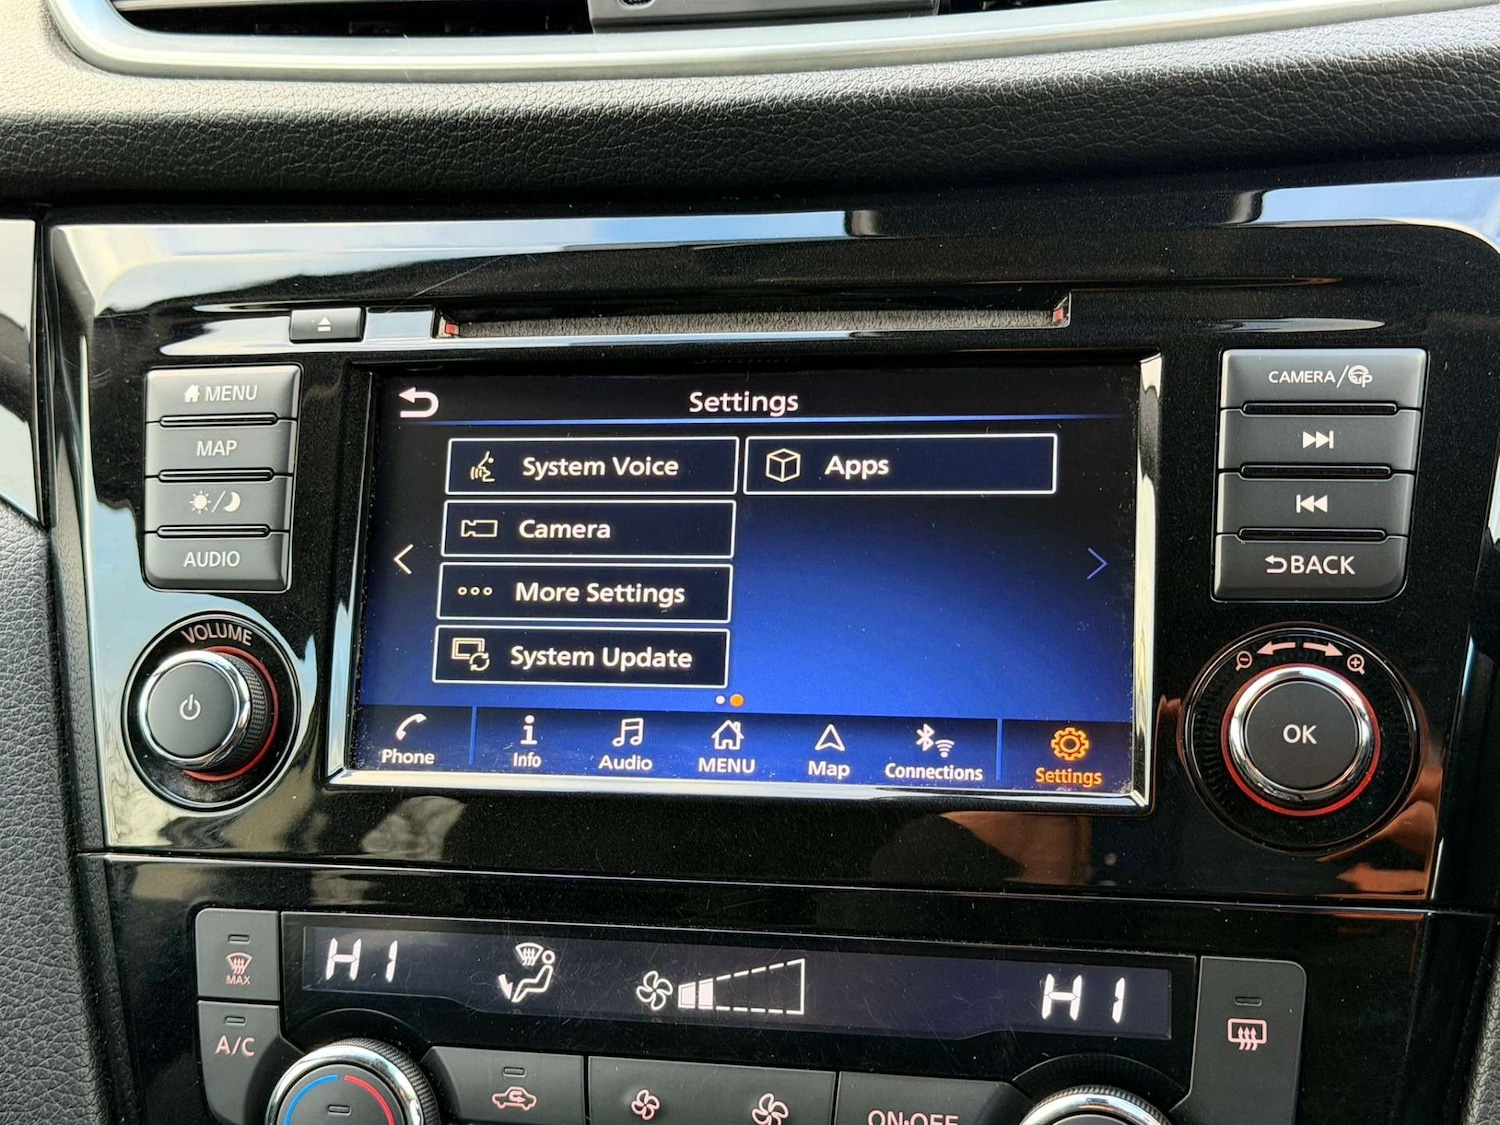 MENU
MAP
AUDIO
VOLUME
Settings
System Voice
Apps
Camera
More Settings
System Update
Phone
Info
Audio
MENU
Map
Connections
Settings
CAMERA/
BACK
OK
MAX
A/C
HI
HI
ON•OFF